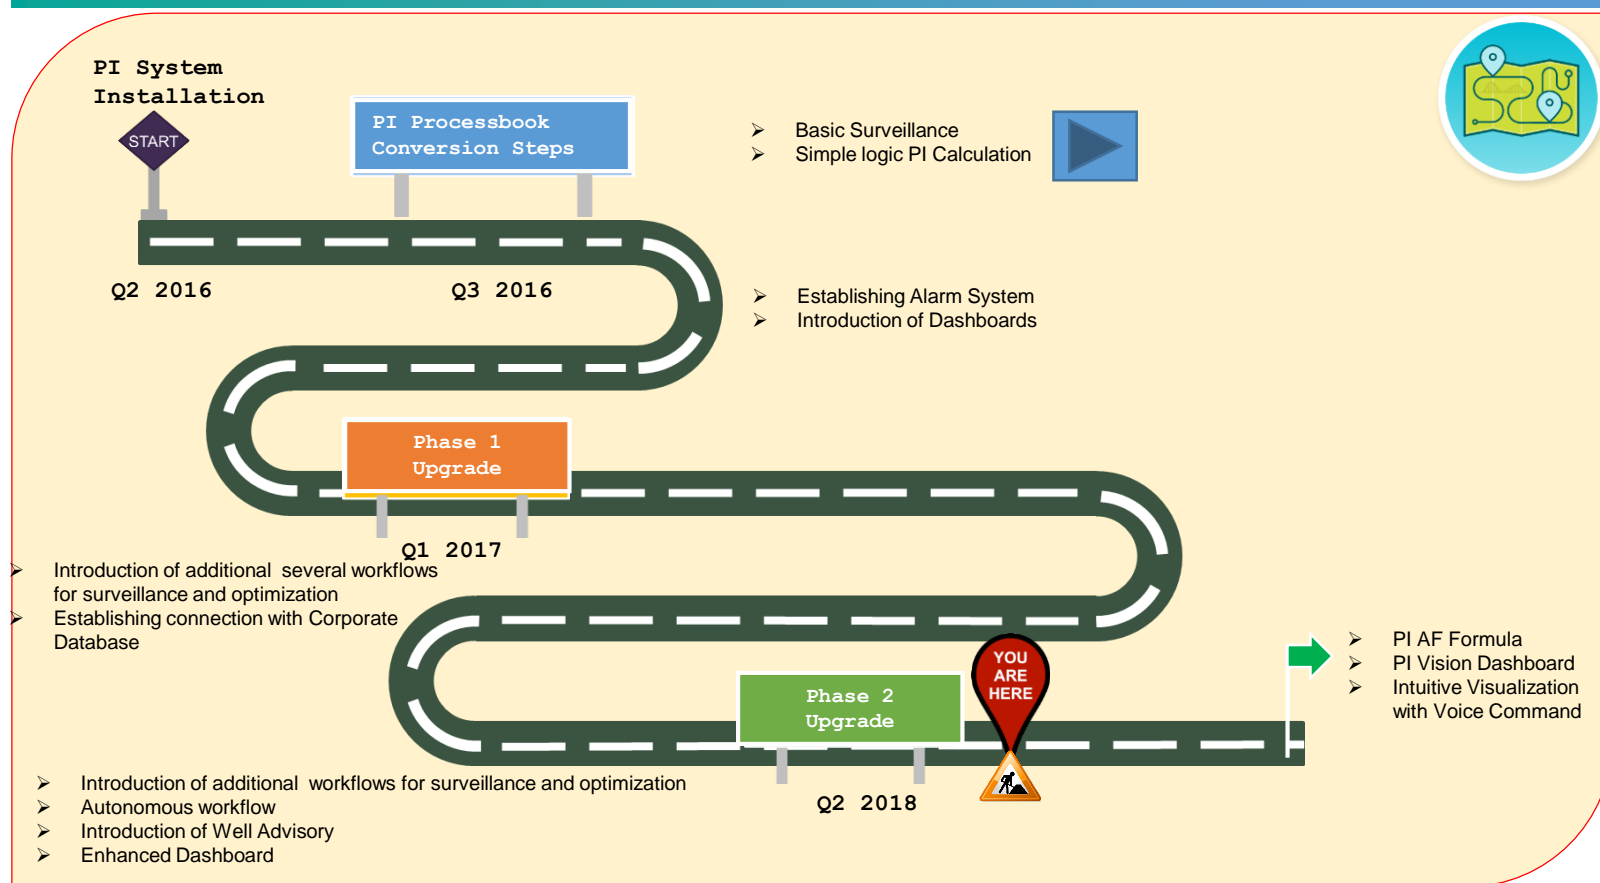 PI System
Installation
START
PI Processbook
Conversion Steps
➢ Basic Surveillance
➢ Simple logic PI Calculation
Q2 2016
Q3 2016
➢ Establishing Alarm System
➢ Introduction of Dashboards
Phase 1
Upgrade
Q1 2017
➢ Introduction of additional  several workflows
for surveillance and optimization
➢ Establishing connection with Corporate
Database
YOU
ARE
HERE
➢ PI AF Formula
➢ PI Vision Dashboard
➢ Intuitive Visualization
with Voice Command
Phase 2
Upgrade
Q2 2018
➢ Introduction of additional  workflows for surveillance and optimization
➢ Autonomous workflow
➢ Introduction of Well Advisory
➢ Enhanced Dashboard